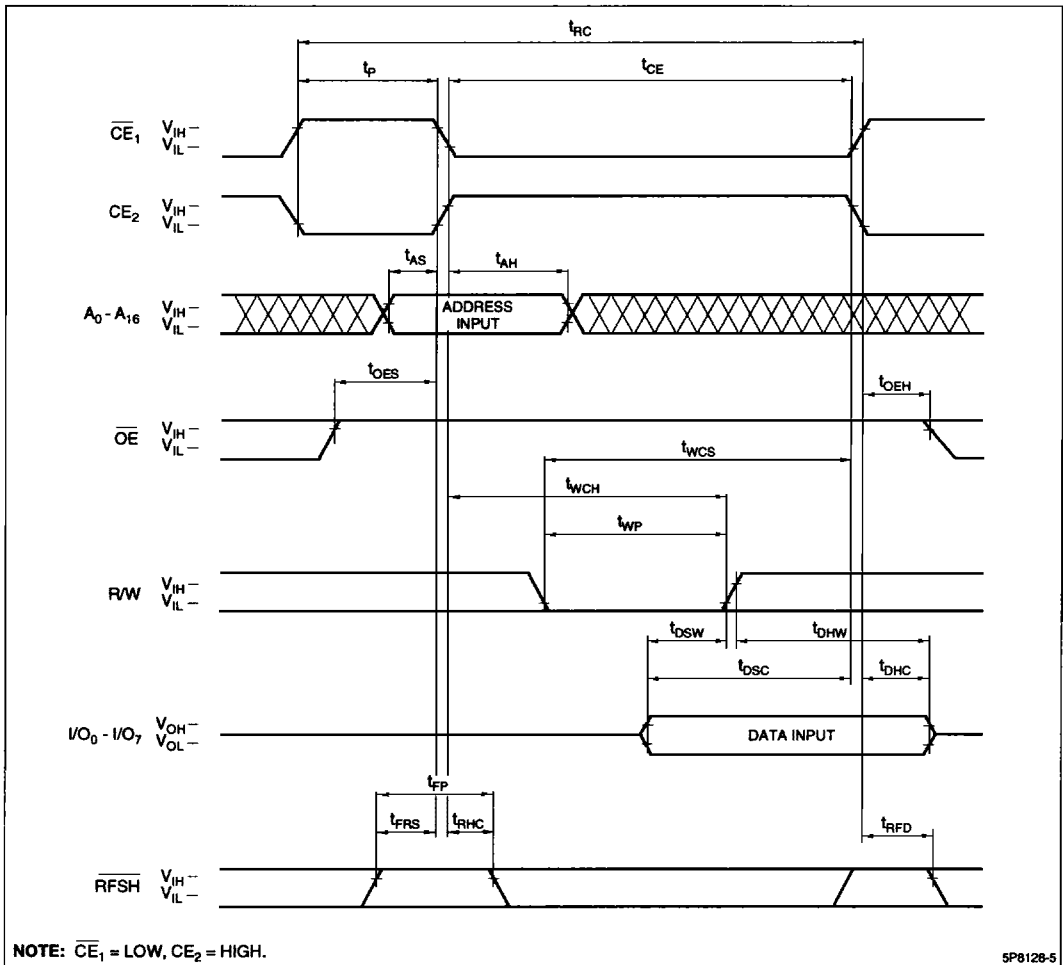 tRC
tP
tCE
CE1 VIH
VIL
CE2 VIH
VIL
tAS
tAH
A0 - A16 VIH
VIL
ADDRESS
INPUT
tOES
tOEH
OE VIH
VIL
tWCS
tWCH
tWP
R/W VIH
VIL
tDSW
tDHW
tDSC
tDHC
I/O0 - I/O7 VOH
VOL
DATA INPUT
tFP
tFRS
tRHC
tRFD
RFSH VIH
VIL
NOTE: CE1 = LOW, CE2 = HIGH.
5P8128-5